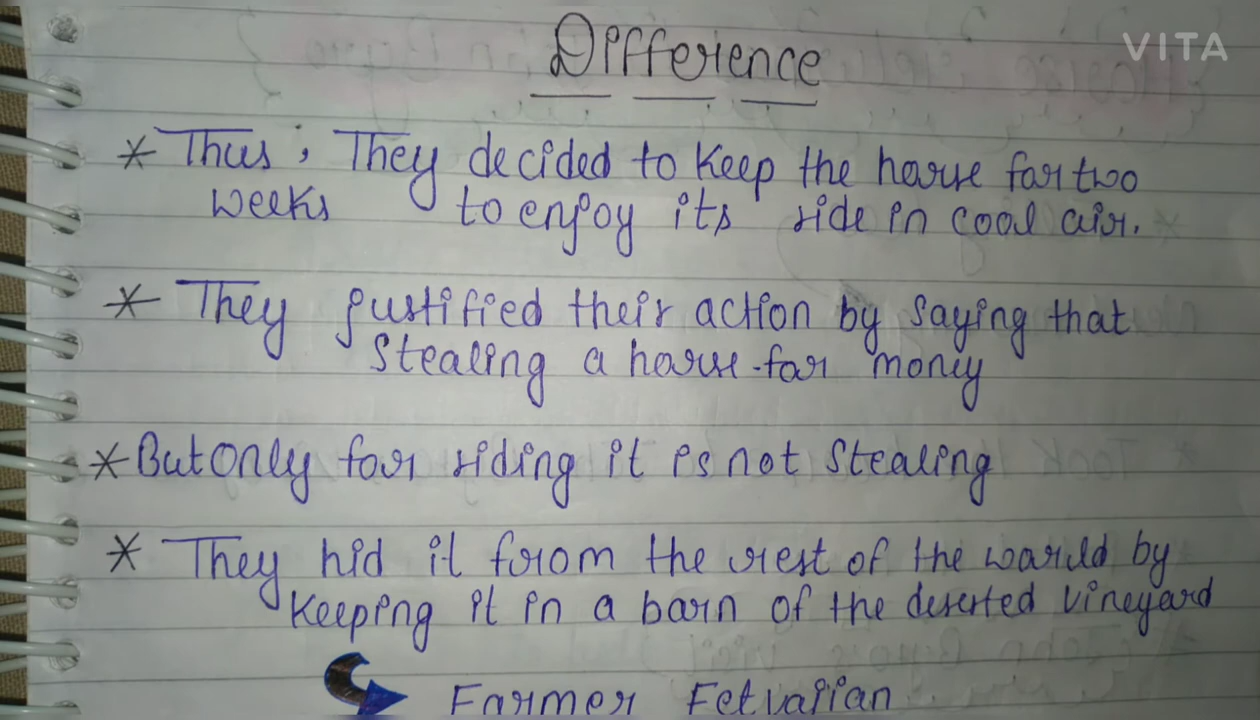 Difference
VITA
* Thus, They decided to keep the horse for two
weeks to enjoy its ride in cool air.
* They justified their action by saying that
Stealing a horse for money
* But only for riding it is not stealing
* They hid it from the rest of the world by
Keeping it in a barn of the deserted vineyard
Farmer Fetvajian